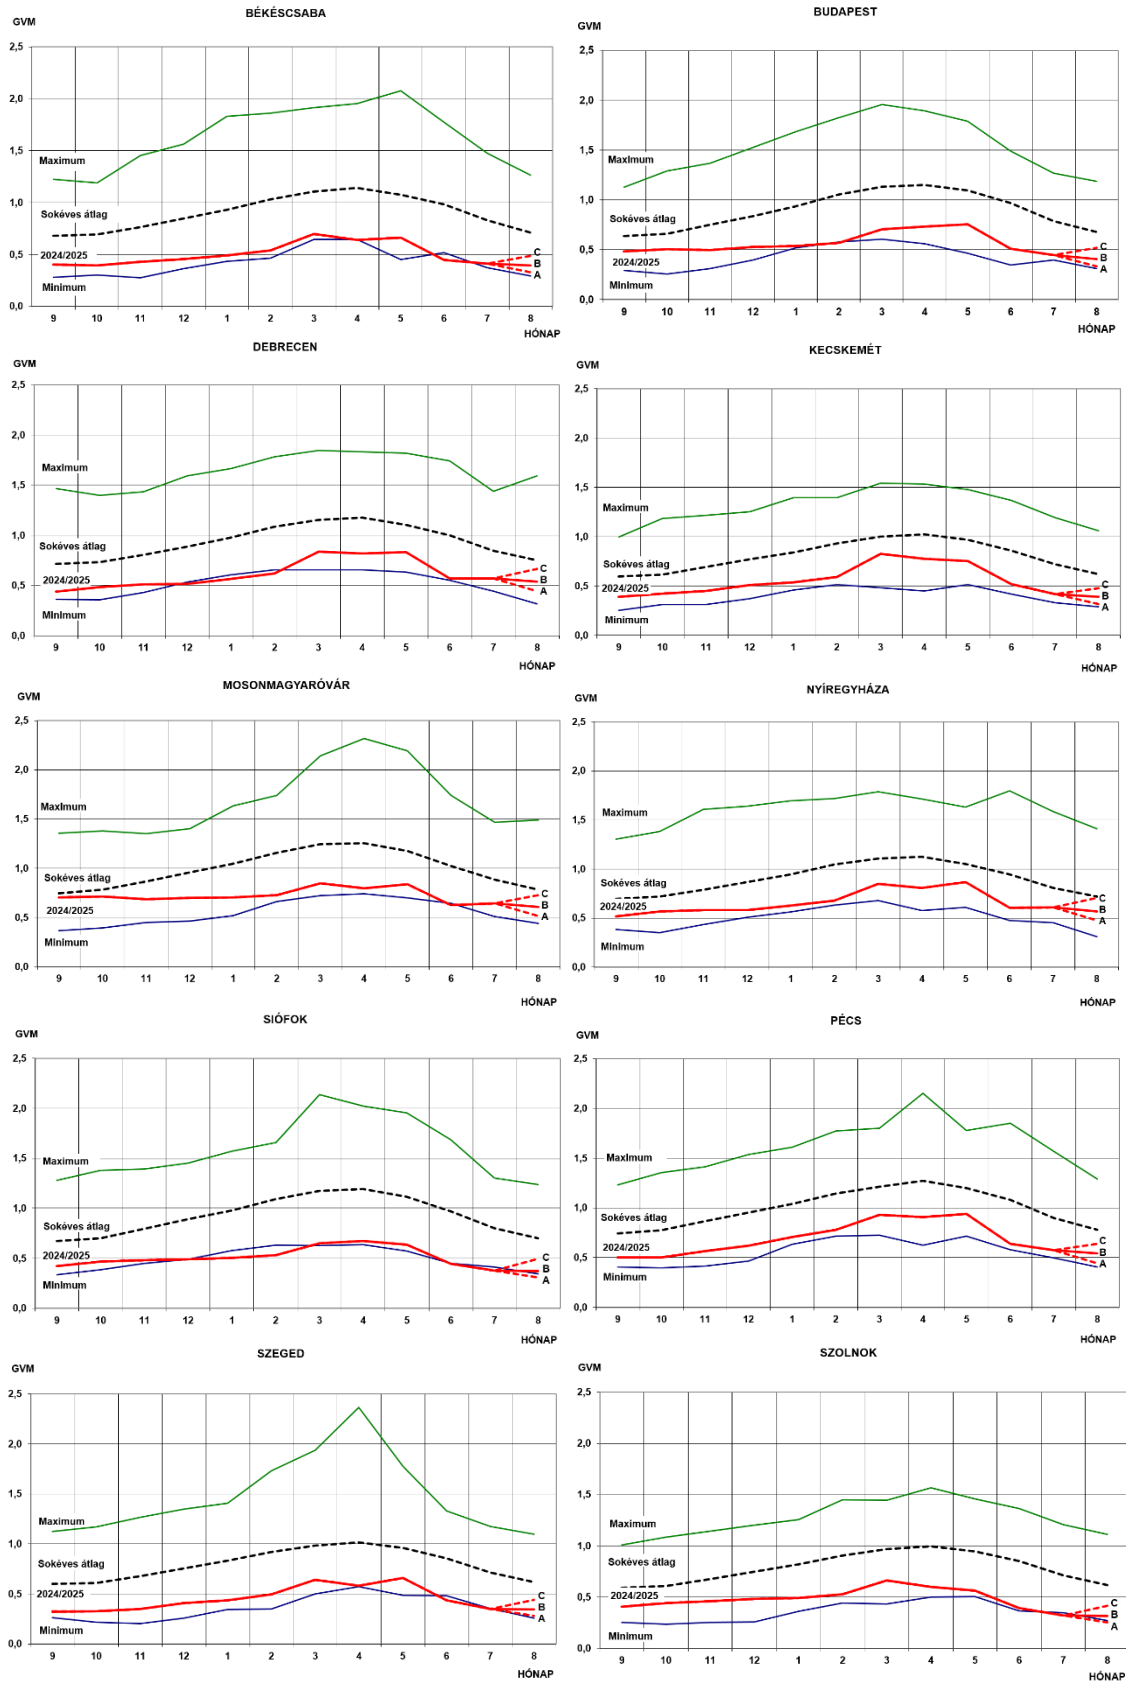 BÉKÉSCSABA
GVM
2,5
2,0
1,5
1,0
0,5
0,0
Maximum
Sokéves átlag
2024/2025
Minimum
C
B
A
9 10 11 12 1 2 3 4 5 6 7 8
HÓNAP
BUDAPEST
GVM
2,5
2,0
1,5
1,0
0,5
0,0
Maximum
Sokéves átlag
2024/2025
Minimum
C
B
A
9 10 11 12 1 2 3 4 5 6 7 8
HÓNAP
DEBRECEN
GVM
2,5
2,0
1,5
1,0
0,5
0,0
Maximum
Sokéves átlag
2024/2025
Minimum
C
B
A
9 10 11 12 1 2 3 4 5 6 7 8
HÓNAP
KECSKEMÉT
GVM
2,5
2,0
1,5
1,0
0,5
0,0
Maximum
Sokéves átlag
2024/2025
Minimum
C
B
A
9 10 11 12 1 2 3 4 5 6 7 8
HÓNAP
MOSONMAGYARÓVÁR
GVM
2,5
2,0
1,5
1,0
0,5
0,0
Maximum
Sokéves átlag
2024/2025
Minimum
C
B
A
9 10 11 12 1 2 3 4 5 6 7 8
HÓNAP
NYÍREGYHÁZA
GVM
2,5
2,0
1,5
1,0
0,5
0,0
Maximum
Sokéves átlag
2024/2025
Minimum
C
B
A
9 10 11 12 1 2 3 4 5 6 7 8
HÓNAP
SIÓFOK
GVM
2,5
2,0
1,5
1,0
0,5
0,0
Maximum
Sokéves átlag
2024/2025
Minimum
C
B
A
9 10 11 12 1 2 3 4 5 6 7 8
HÓNAP
PÉCS
GVM
2,5
2,0
1,5
1,0
0,5
0,0
Maximum
Sokéves átlag
2024/2025
Minimum
C
B
A
9 10 11 12 1 2 3 4 5 6 7 8
HÓNAP
SZEGED
GVM
2,5
2,0
1,5
1,0
0,5
0,0
Maximum
Sokéves átlag
2024/2025
Minimum
C
B
A
9 10 11 12 1 2 3 4 5 6 7 8
HÓNAP
SZOLNOK
GVM
2,5
2,0
1,5
1,0
0,5
0,0
Maximum
Sokéves átlag
2024/2025
Minimum
C
B
A
9 10 11 12 1 2 3 4 5 6 7 8
HÓNAP